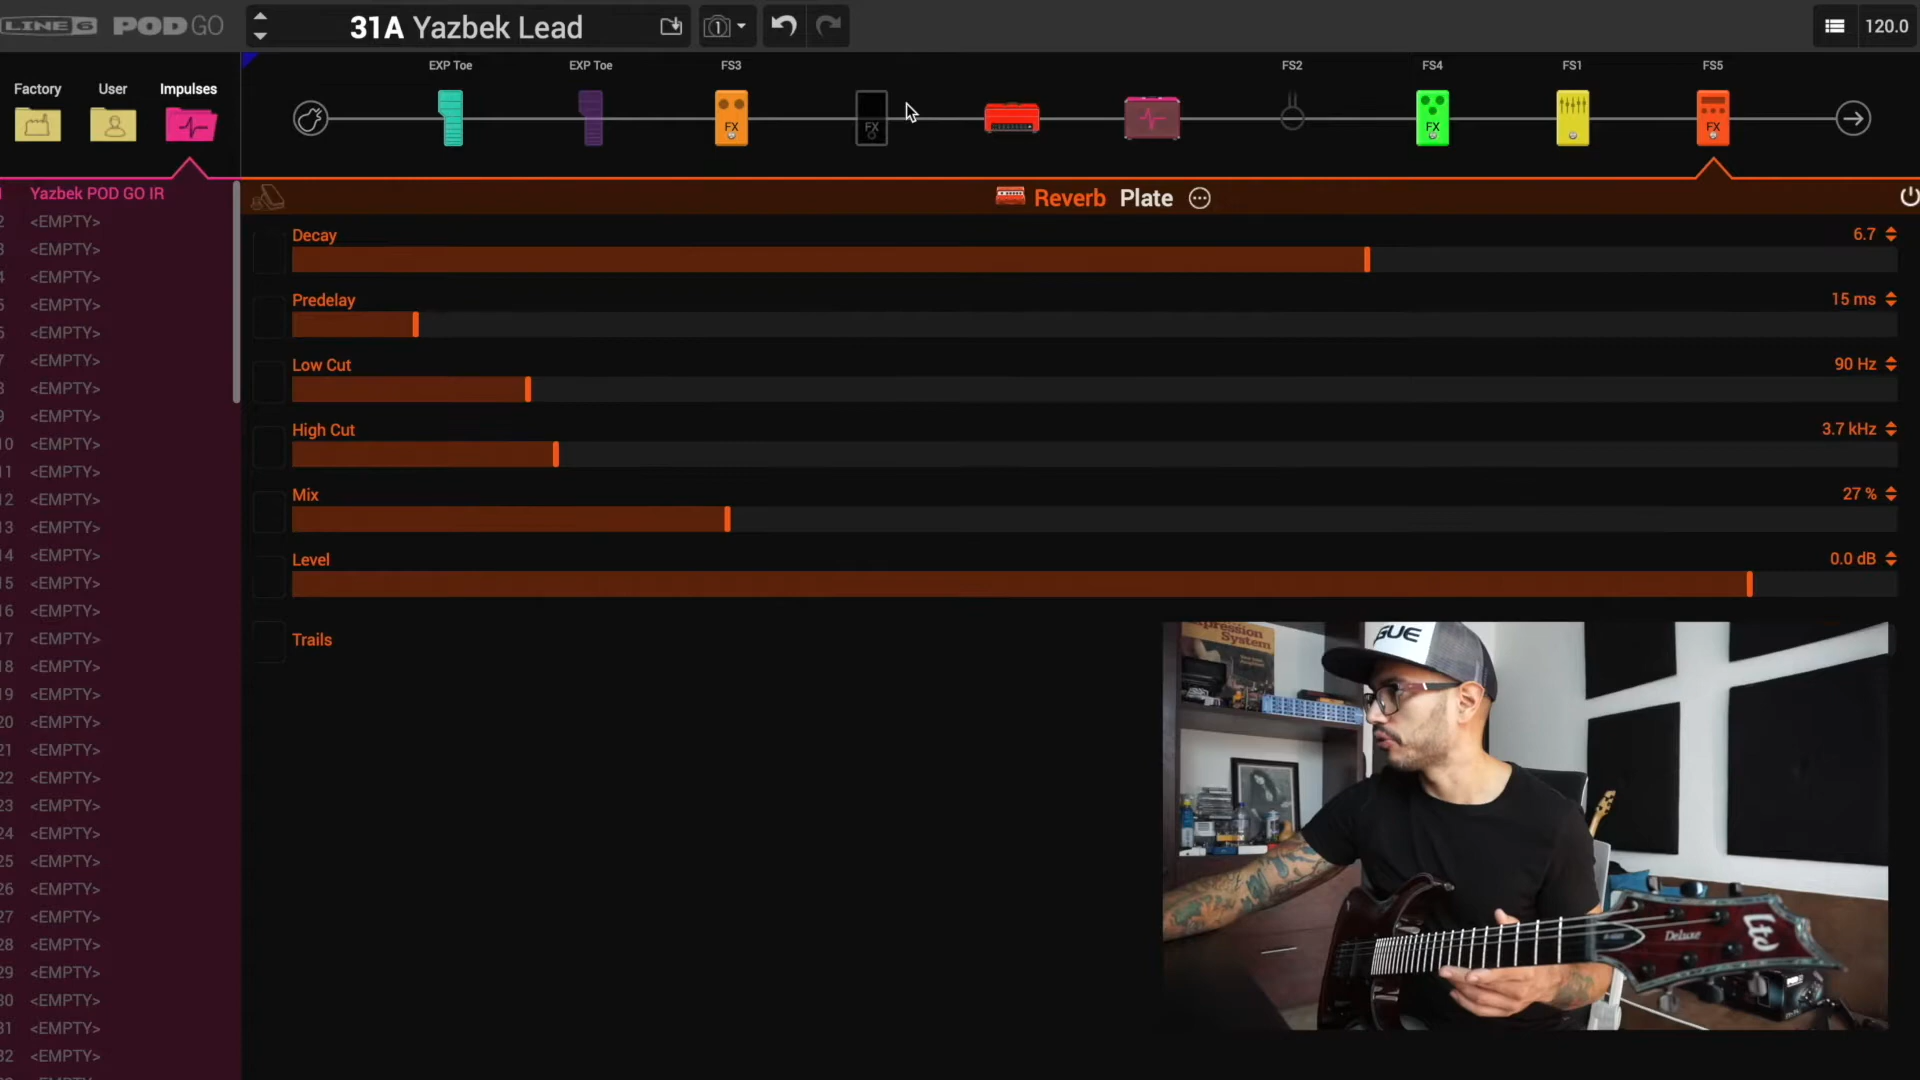 LINE 6 POD GO
31A Yazbek Lead
1
120.0
Factory
User
Impulses
EXP Toe
EXP Toe
FS3
FS2
FS4
FS1
FS5
FX
FX
FX
FX
Reverb Plate
1 Yazbek POD GO IR
2 <EMPTY>
3 <EMPTY>
4 <EMPTY>
5 <EMPTY>
6 <EMPTY>
7 <EMPTY>
8 <EMPTY>
9 <EMPTY>
10 <EMPTY>
11 <EMPTY>
12 <EMPTY>
13 <EMPTY>
14 <EMPTY>
15 <EMPTY>
16 <EMPTY>
17 <EMPTY>
18 <EMPTY>
19 <EMPTY>
20 <EMPTY>
21 <EMPTY>
22 <EMPTY>
23 <EMPTY>
24 <EMPTY>
25 <EMPTY>
26 <EMPTY>
27 <EMPTY>
28 <EMPTY>
29 <EMPTY>
30 <EMPTY>
31 <EMPTY>
32 <EMPTY>
Decay 6.7
Predelay 15 ms
Low Cut 90 Hz
High Cut 3.7 kHz
Mix 27 %
Level 0.0 dB
Trails
pression
System
GUE
Deluxe
Ltd